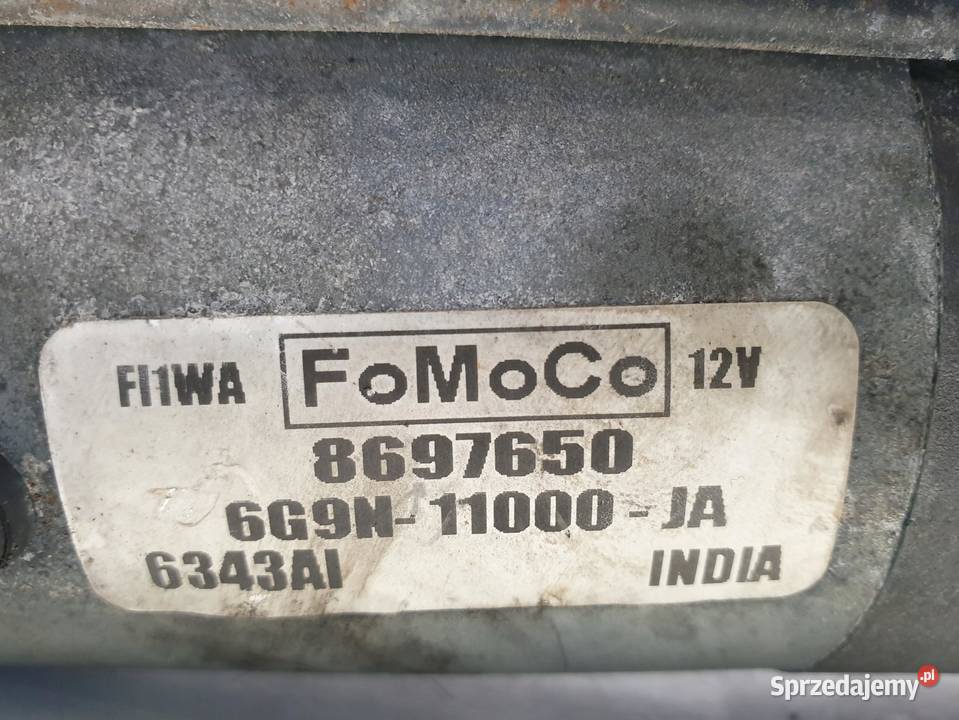 FI1WA FoMoCo 12V
8697650
6G9N-11000-JA
6343AI INDIA
Sprzedajemy.pl